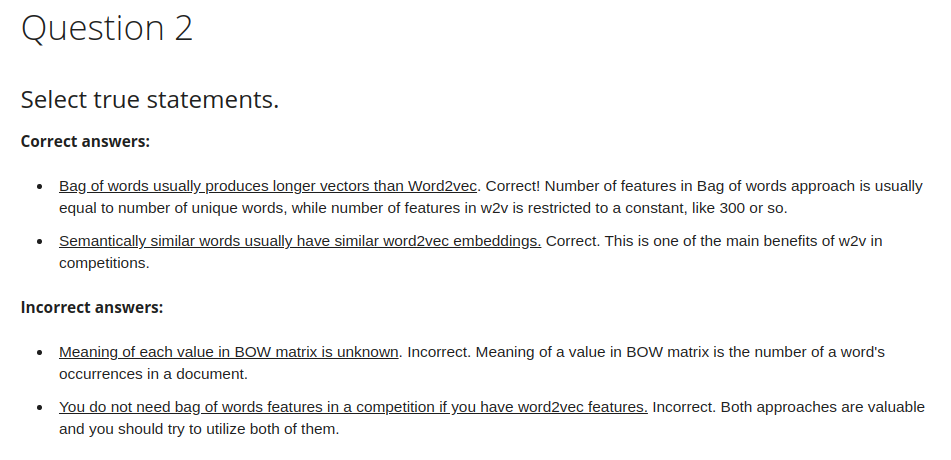 Question 2
Select true statements.
Correct answers:
Bag of words usually produces longer vectors than Word2vec. Correct! Number of features in Bag of words approach is usually
equal to number of unique words, while number of features in w2v is restricted to a constant, like 300 or so.
Semantically similar words usually have similar word2vec embeddings. Correct. This is one of the main benefits of w2v in
competitions.
Incorrect answers:
Meaning of each value in BOW matrix is unknown. Incorrect. Meaning of a value in BOW matrix is the number of a word's
occurrences in a document.
You do not need bag of words features in a competition if you have word2vec features. Incorrect. Both approaches are valuable
and you should try to utilize both of them.